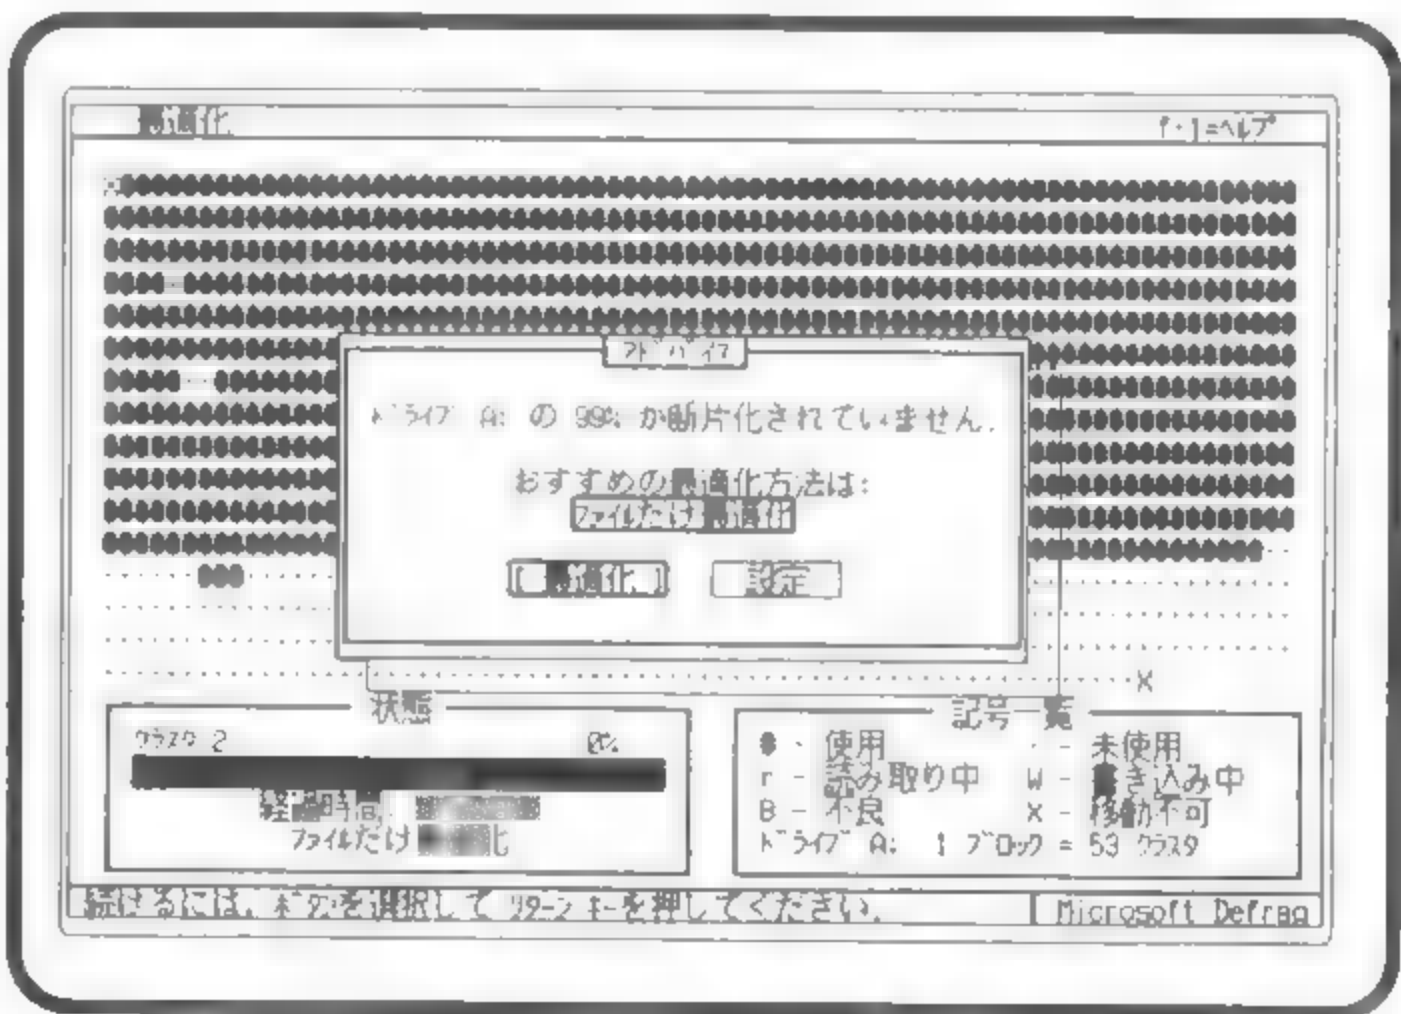 最適化
=ヘルプ
ドライブ A: の 99% が断片化されていません.
おすすめの最適化方法は:
ファイルだけ最適化
[ 最適化 ]
設定
状態
クラスタ 2 0%
経過時間:
ファイルだけ最適化
記号一覧
使用 - 未使用
r - 読み取り中 W - 書き込み中
B - 不良 X - 移動不可
ドライブ A: 1 ブロック = 53 クラスタ
続けるには, ボタンを選択して リターン キーを押してください.
Microsoft Defrag